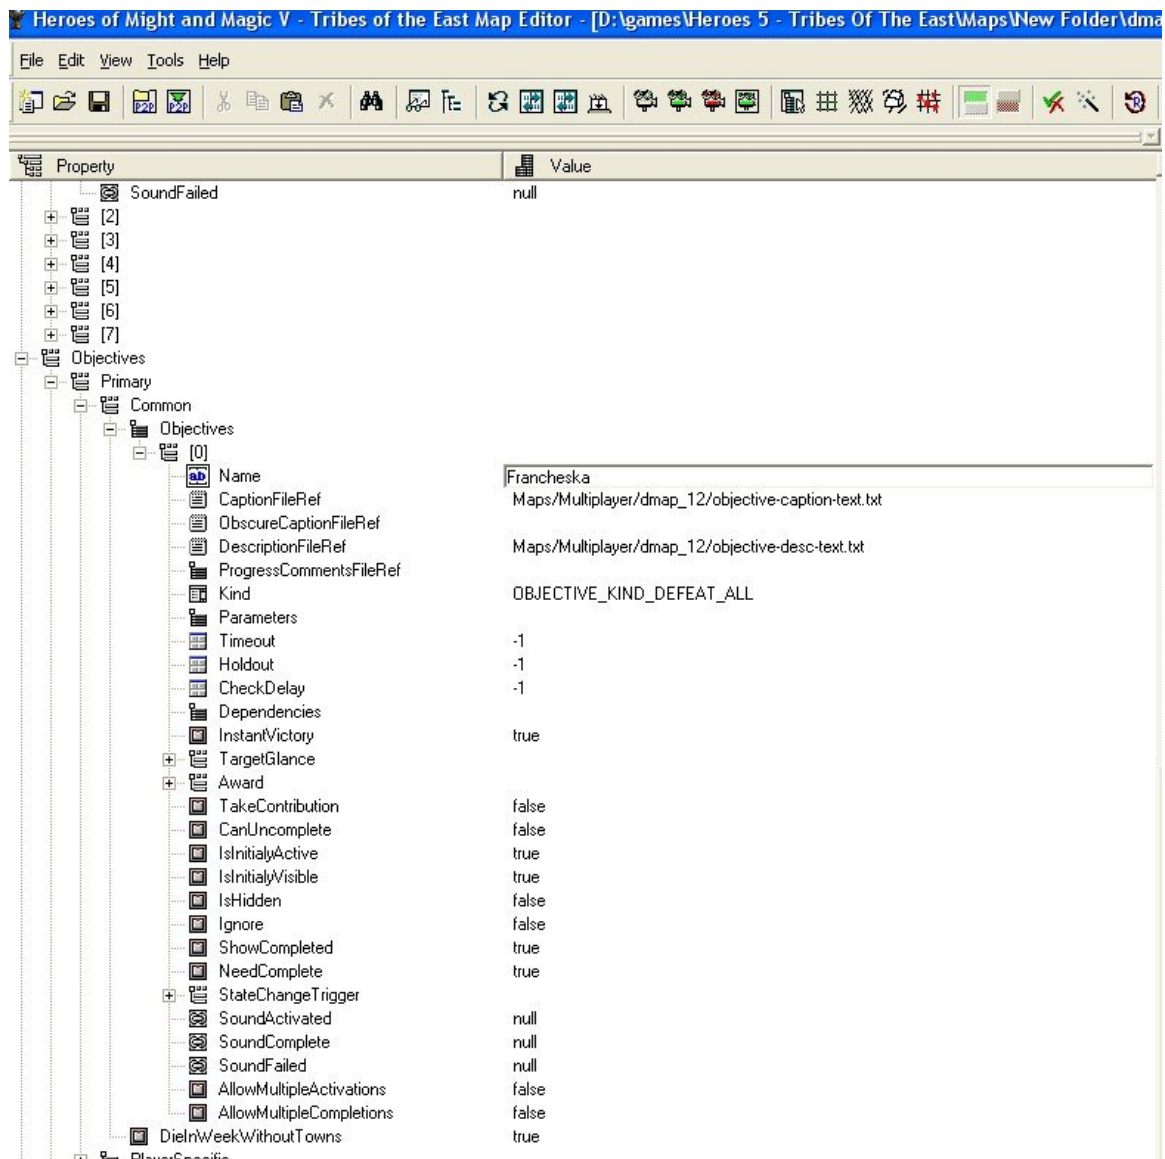 Heroes of Might and Magic V - Tribes of the East Map Editor - [D:\games\Heroes 5 - Tribes Of The East\Maps\New Folder\dma
File Edit View Tools Help
Property Value
SoundFailed null
[2]
[3]
[4]
[5]
[6]
[7]
Objectives
Primary
Common
Objectives
[0]
Name Francheska
CaptionFileRef Maps/Multiplayer/dmap_12/objective-caption-text.txt
ObscureCaptionFileRef
DescriptionFileRef Maps/Multiplayer/dmap_12/objective-desc-text.txt
ProgressCommentsFileRef
Kind OBJECTIVE_KIND_DEFEAT_ALL
Parameters
Timeout -1
Holdout -1
CheckDelay -1
Dependencies
InstantVictory true
TargetGlance
Award
TakeContribution false
CanUncomplete false
IsInitialyActive true
IsInitialyVisible true
IsHidden false
Ignore false
ShowCompleted true
NeedComplete true
StateChangeTrigger
SoundActivated null
SoundComplete null
SoundFailed null
AllowMultipleActivations false
AllowMultipleCompletions false
DieInWeekWithoutTowns true
PlayerSpecific